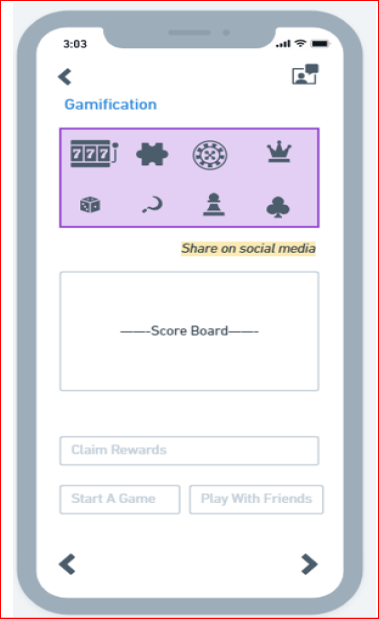 3:03
Gamification
777
Share on social media
-----Score Board-----
Claim Rewards
Start A Game
Play With Friends